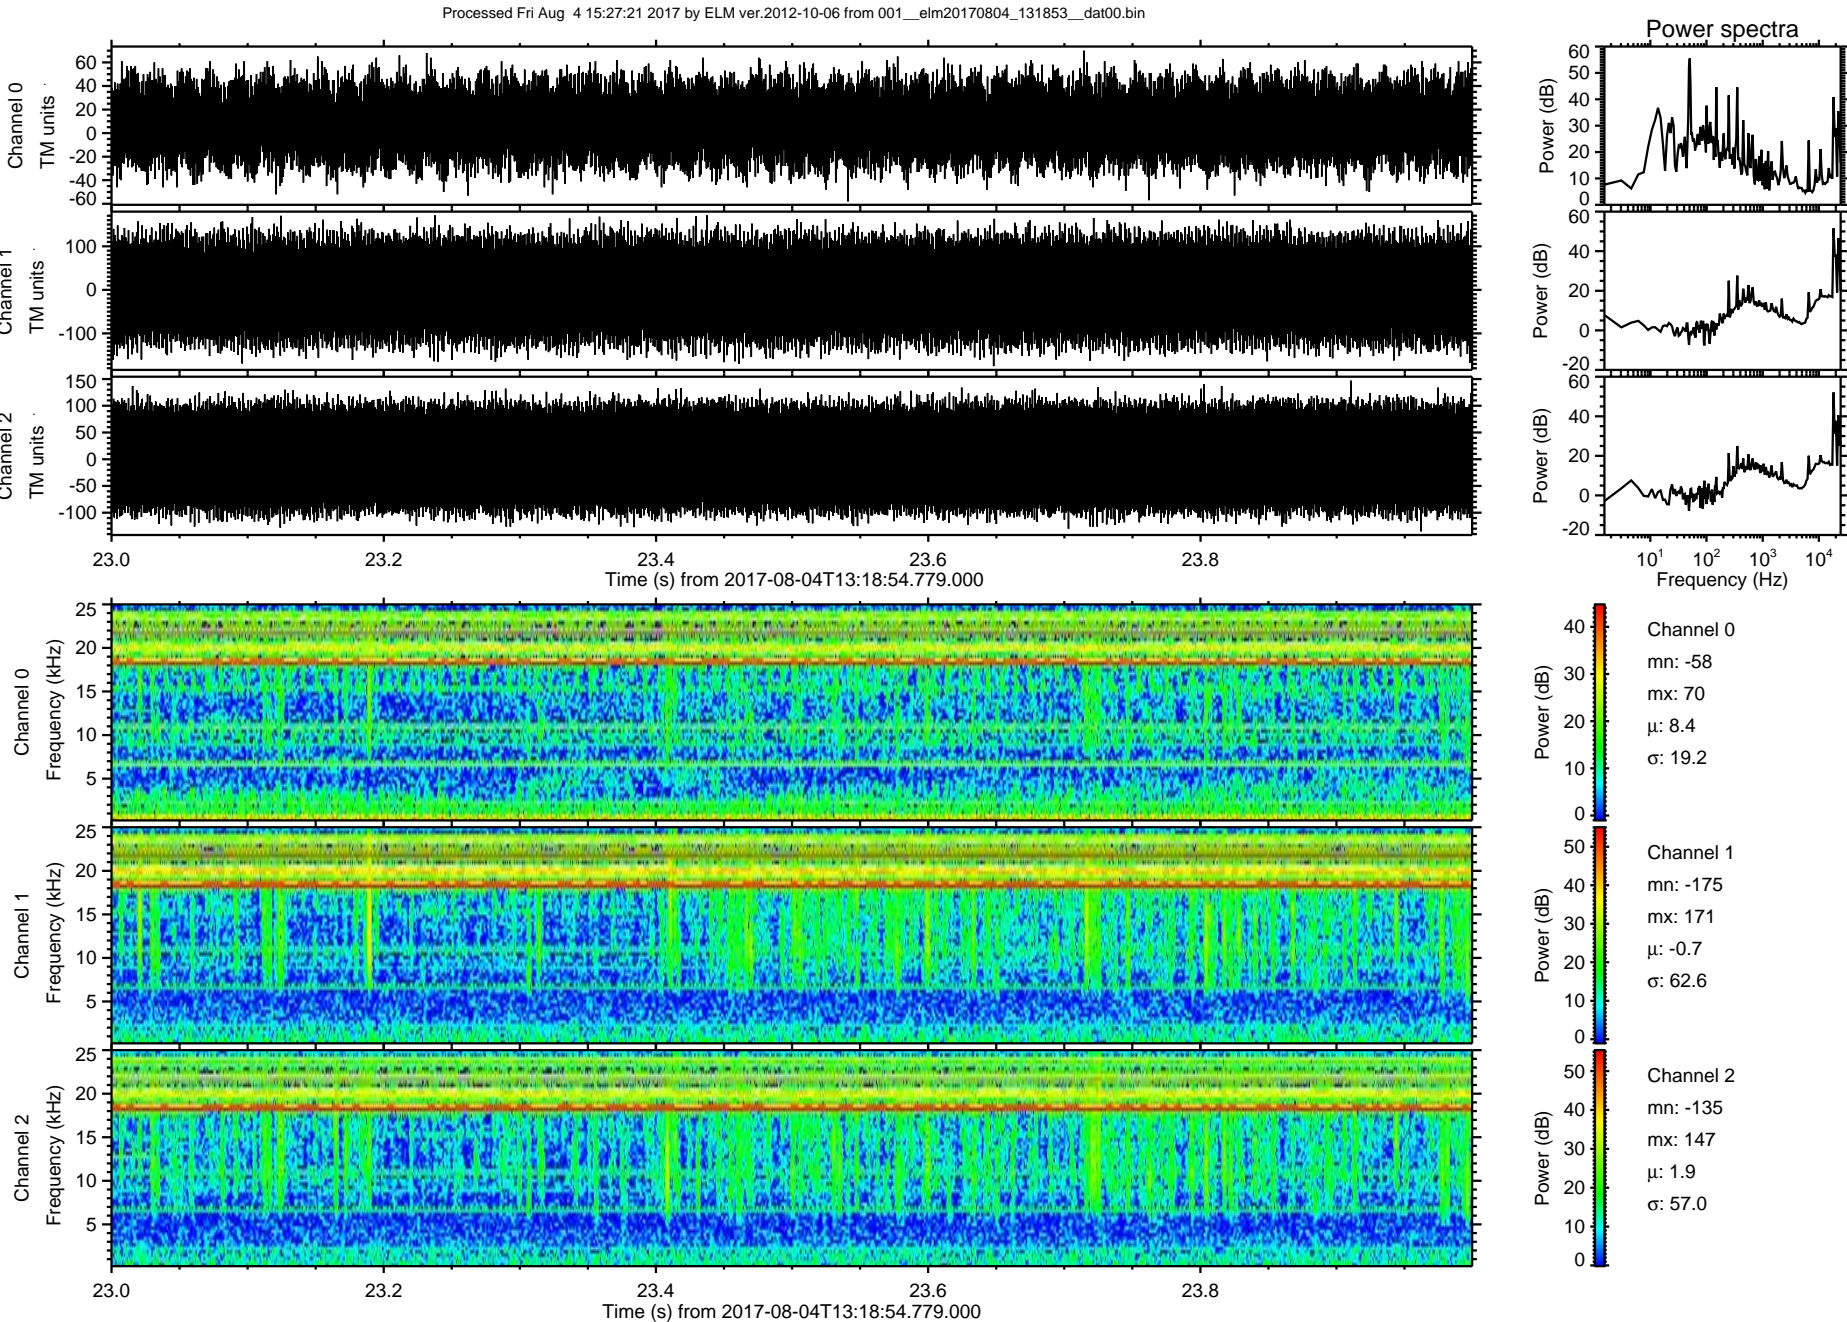 Processed Fri Aug  4 15:27:21 2017 by ELM ver.2012-10-06 from 001__elm20170804_131853__dat00.bin
Power spectra
Channel 0
TM units
60
40
20
0
-20
-40
-60
Power (dB)
60
50
40
30
20
10
0
Channel 1
TM units
100
0
-100
Power (dB)
60
40
20
0
-20
Channel 2
TM units
150
100
50
0
-50
-100
Power (dB)
60
40
20
0
-20
23.0 23.2 23.4 23.6 23.8
Time (s) from 2017-08-04T13:18:54.779.000
10¹ 10² 10³ 10⁴
Frequency (Hz)
Channel 0
Frequency (kHz)
25
20
15
10
5
Power (dB)
40
30
20
10
0
Channel 0
mn: -58
mx: 70
μ: 8.4
σ: 19.2
Channel 1
Frequency (kHz)
25
20
15
10
5
Power (dB)
50
40
30
20
10
0
Channel 1
mn: -175
mx: 171
μ: -0.7
σ: 62.6
Channel 2
Frequency (kHz)
25
20
15
10
5
Power (dB)
50
40
30
20
10
0
Channel 2
mn: -135
mx: 147
μ: 1.9
σ: 57.0
23.0 23.2 23.4 23.6 23.8
Time (s) from 2017-08-04T13:18:54.779.000